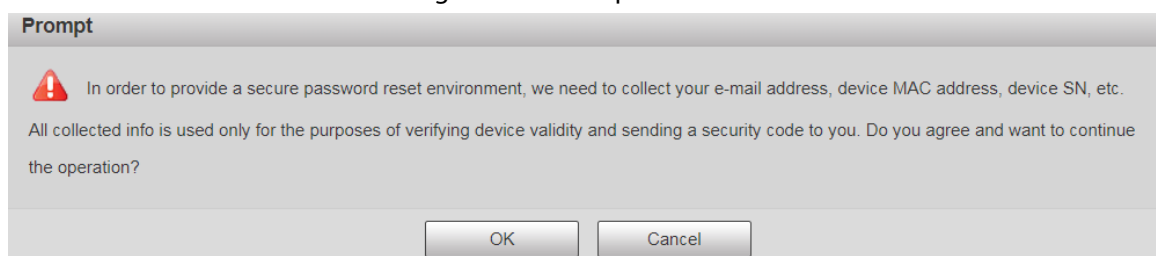 Prompt
In order to provide a secure password reset environment, we need to collect your e-mail address, device MAC address, device SN, etc.
All collected info is used only for the purposes of verifying device validity and sending a security code to you. Do you agree and want to continue
the operation?
OK Cancel